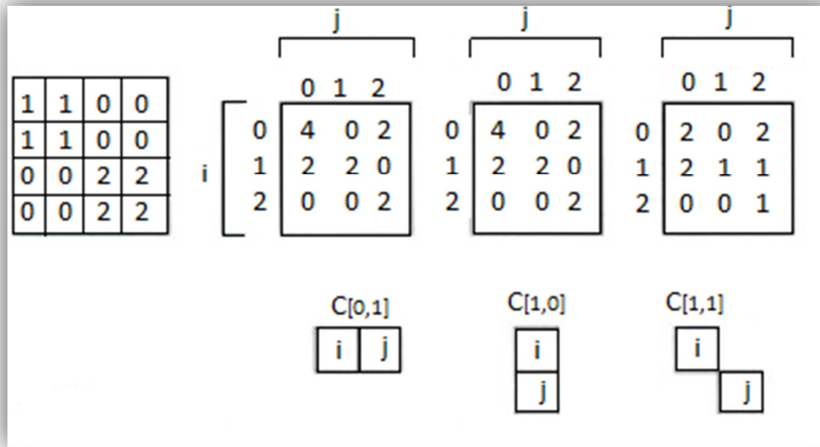 j j j
0 1 2 0 1 2 0 1 2
1 1 0 0
1 1 0 0
0 0 2 2
0 0 2 2
i
0 4 0 2 0 4 0 2 0 2 0 2
1 2 2 0 1 2 2 0 1 2 1 1
2 0 0 2 2 0 0 2 2 0 0 1
C[0,1] C[1,0] C[1,1]
i j i i
j j